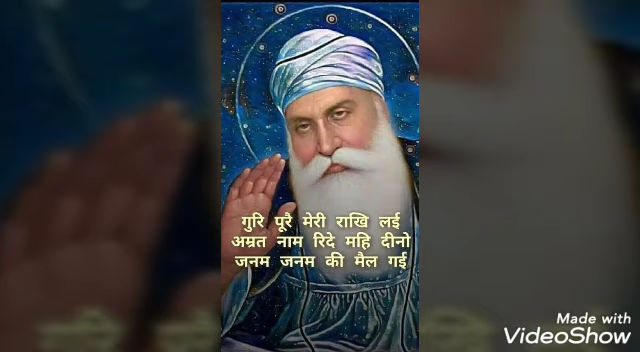 गुरि पूरै मेरी राखि लई
अम्रत नाम रिदे महि दीनो
जनम जनम की मैल गई
Made with
VideoShow